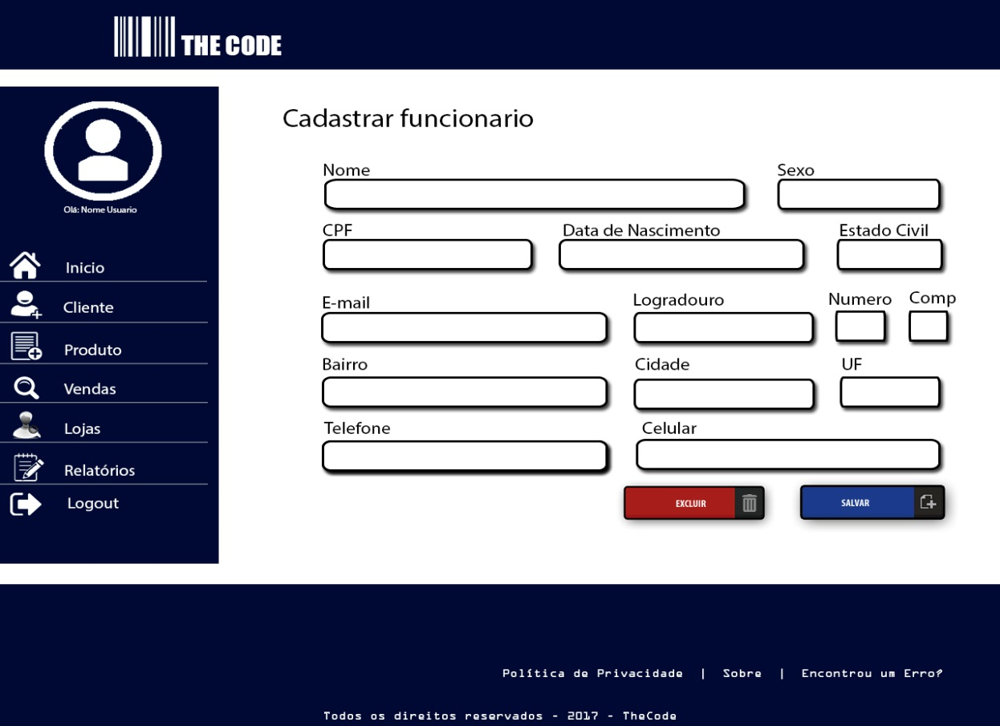 THE CODE
Olá: Nome Usuario
Inicio
Cliente
Produto
Vendas
Lojas
Relatórios
Logout
Cadastrar funcionario
Nome Sexo
CPF Data de Nascimento Estado Civil
E-mail Logradouro Numero Comp
Bairro Cidade UF
Telefone Celular
EXCLUIR SALVAR
Política de Privacidade | Sobre | Encontrou um Erro?
Todos os direitos reservados - 2017 - TheCode